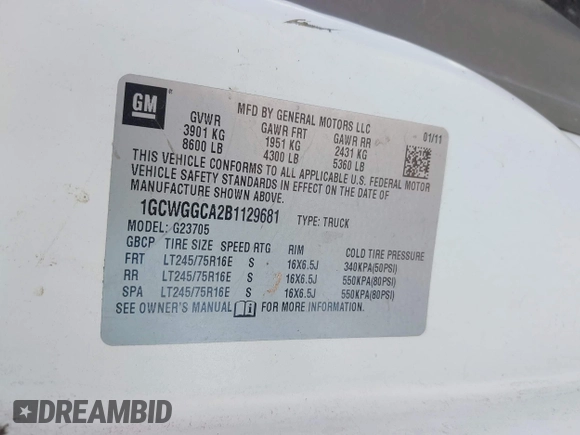 GM
MFD BY GENERAL MOTORS LLC
01/11
GVWR GAWR FRT GAWR RR
3901 KG 1951 KG 2431 KG
8600 LB 4300 LB 5360 LB
THIS VEHICLE CONFORMS TO ALL APPLICABLE U.S. FEDERAL MOTOR
VEHICLE SAFETY STANDARDS IN EFFECT ON THE DATE OF
MANUFACTURE SHOWN ABOVE.
1GCWGGCA2B1129681 TYPE: TRUCK
MODEL: G23705
GBCP TIRE SIZE SPEED RTG RIM COLD TIRE PRESSURE
FRT LT245/75R16E S 16X6.5J 340KPA(50PSI)
RR LT245/75R16E S 16X6.5J 550KPA(80PSI)
SPA LT245/75R16E S 16X6.5J 550KPA(80PSI)
SEE OWNER'S MANUAL FOR MORE INFORMATION.
DREAMBID